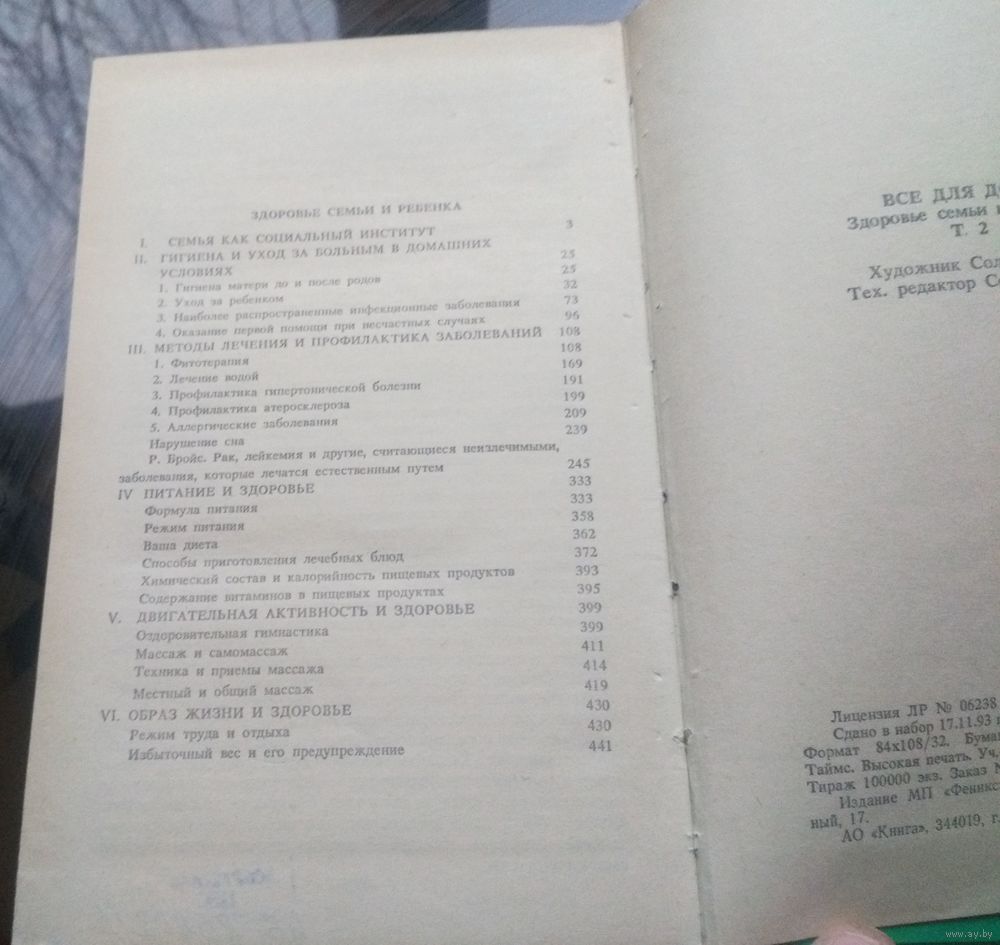 ЗДОРОВЬЕ СЕМЬИ И РЕБЕНКА
I. СЕМЬЯ КАК СОЦИАЛЬНЫЙ ИНСТИТУТ 3
II. ГИГИЕНА И УХОД ЗА БОЛЬНЫМ В ДОМАШНИХ
УСЛОВИЯХ 25
1. Гигиена матери до и после родов 25
2. Уход за ребенком 32
3. Наиболее распространенные инфекционные заболевания 73
4. Оказание первой помощи при несчастных случаях 96
III. МЕТОДЫ ЛЕЧЕНИЯ И ПРОФИЛАКТИКА ЗАБОЛЕВАНИЙ 108
1. Фитотерапия 108
2. Лечение водой 169
3. Профилактика гипертонической болезни 191
4. Профилактика атеросклероза 199
5. Аллергические заболевания 209
Нарушение сна 239
Р. Бройс. Рак, лейкемия и другие, считающиеся неизлечимыми,
заболевания, которые лечатся естественным путем 245
IV ПИТАНИЕ И ЗДОРОВЬЕ 333
Формула питания 333
Режим питания 358
Ваша диета 362
Способы приготовления лечебных блюд 372
Химический состав и калорийность пищевых продуктов 393
Содержание витаминов в пищевых продуктах 395
V. ДВИГАТЕЛЬНАЯ АКТИВНОСТЬ И ЗДОРОВЬЕ 399
Оздоровительная гимнастика 399
Массаж и самомассаж 411
Техника и приемы массажа 414
Местный и общий массаж 419
VI. ОБРАЗ ЖИЗНИ И ЗДОРОВЬЕ 430
Режим труда и отдыха 430
Избыточный вес и его предупреждение 441
ВСЕ ДЛЯ Д
Здоровье семьи
Т. 2
Художник Сол
Тех. редактор С
Лицензия ЛР № 06238
Сдано в набор 17.11.93
Формат 84х108/32. Бумаг
Таймс. Высокая печать. Уч.
Тираж 100000 экз. Заказ
Издание МП «Феникс
ный, 17.
АО «Книга», 344019, г.
www.ay.by